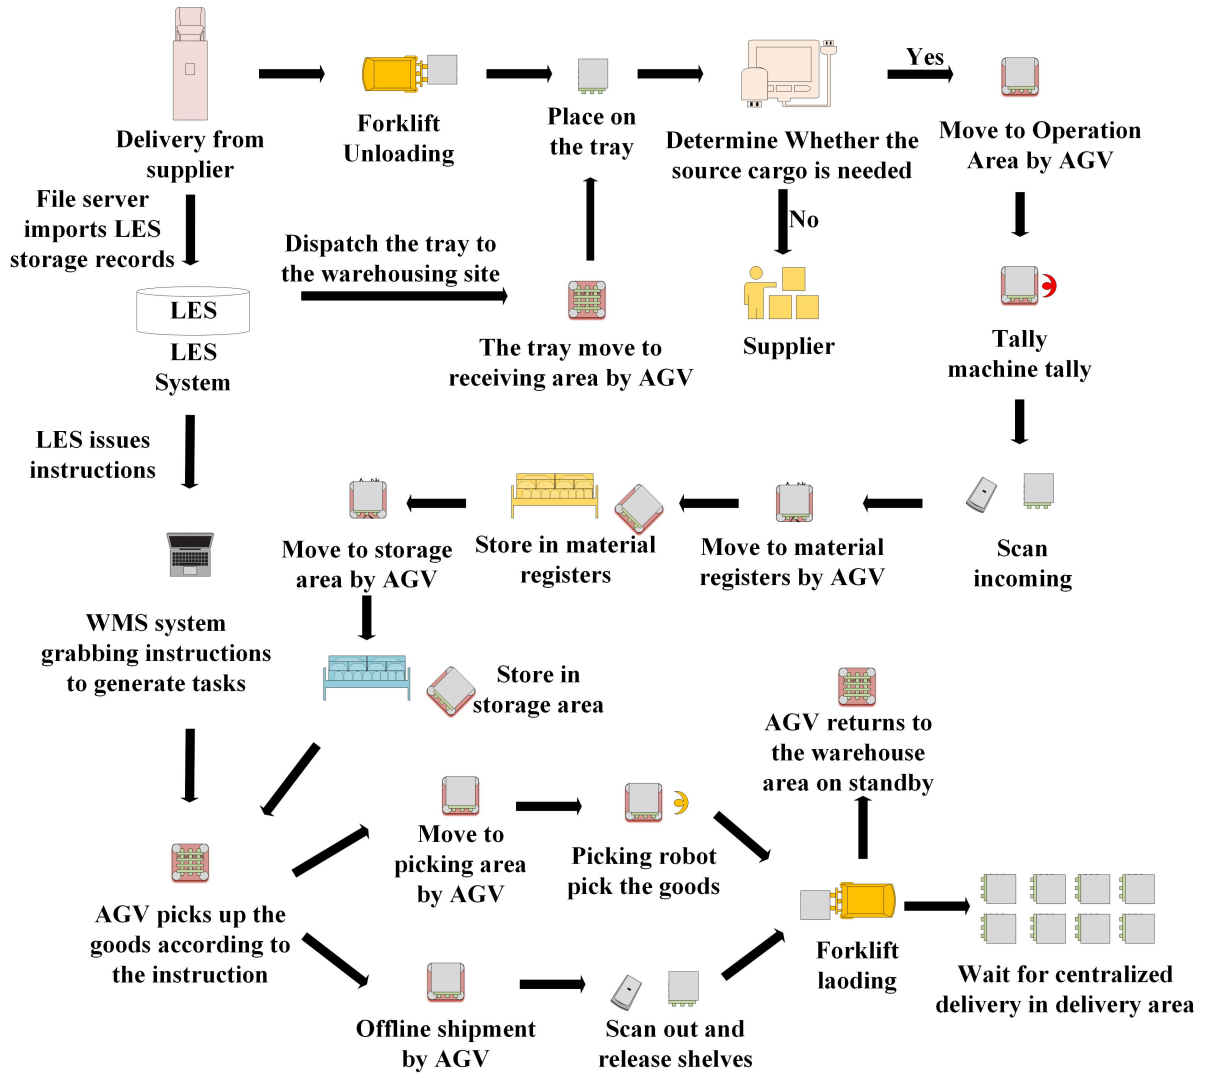 Delivery from
supplier
Forklift
Unloading
Place on
the tray
Determine Whether the
source cargo is needed
Yes
Move to Operation
Area by AGV
File server
imports LES
storage records
Dispatch the tray to
the warehousing site
No
LES
LES
System
The tray move to
receiving area by AGV
Supplier
Tally
machine tally
LES issues
instructions
Move to storage
area by AGV
Store in material
registers
Move to material
registers by AGV
Scan
incoming
WMS system
grabbing instructions
to generate tasks
Store in
storage area
AGV returns to
the warehouse
area on standby
Move to
picking area
by AGV
Picking robot
pick the goods
AGV picks up the
goods according to
the instruction
Forklift
laoding
Wait for centralized
delivery in delivery area
Offline shipment
by AGV
Scan out and
release shelves